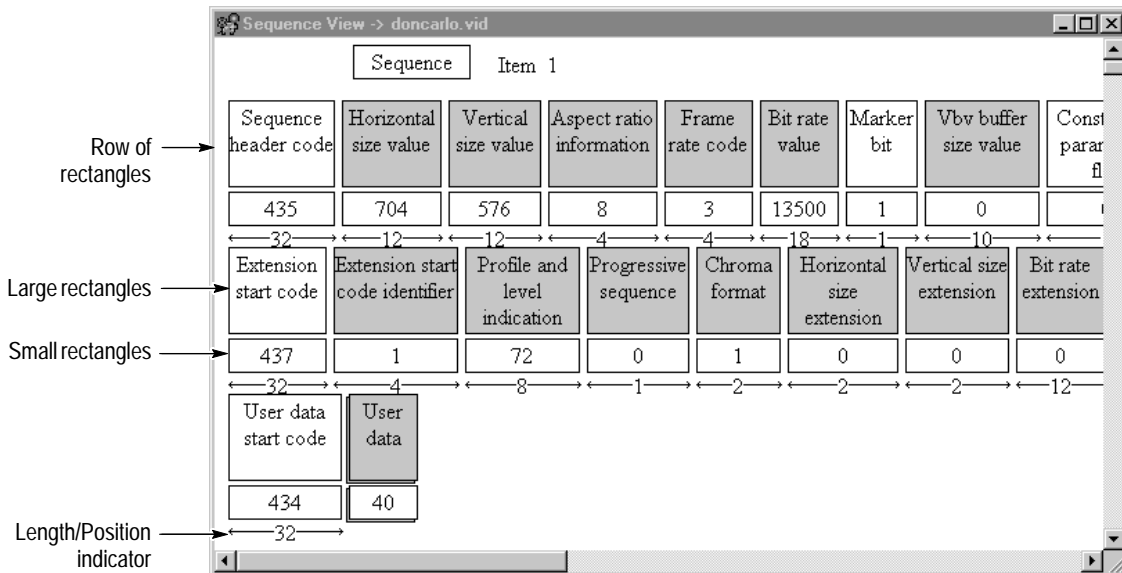 Sequence View -> doncarlo.vid
Sequence Item 1
Row of
rectangles
Sequence
header code
Horizontal
size value
Vertical
size value
Aspect ratio
information
Frame
rate code
Bit rate
value
Marker
bit
Vbv buffer
size value
Const
param
fl
435 704 576 8 3 13500 1 0
32 12 12 4 4 18 1 10
Large rectangles
Extension
start code
Extension start
code identifier
Profile and
level
indication
Progressive
sequence
Chroma
format
Horizontal
size
extension
Vertical size
extension
Bit rate
extension
Small rectangles
437 1 72 0 1 0 0 0
32 4 8 1 2 2 2 12
User data
start code
User
data
434 40
Length/Position
indicator
32